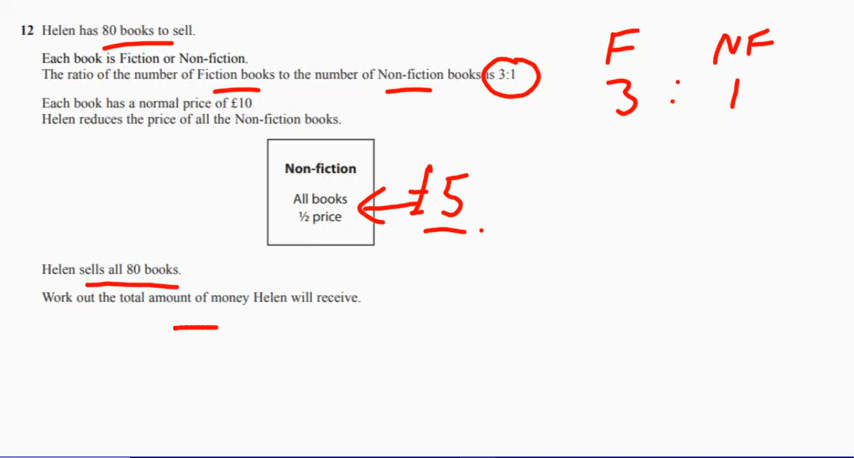 12 Helen has 80 books to sell.
Each book is Fiction or Non-fiction.
The ratio of the number of Fiction books to the number of Non-fiction books is 3:1
Each book has a normal price of £10
Helen reduces the price of all the Non-fiction books.
Non-fiction
All books
½ price
£5.
Helen sells all 80 books.
Work out the total amount of money Helen will receive.
F NF
3 : 1